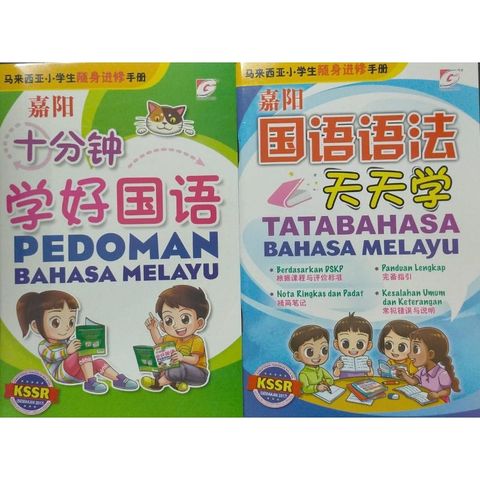 马来西亚小学生随身进修手册
嘉阳
十分钟
学好国语
PEDOMAN
BAHASA MELAYU
KSSR
SEMAKAN 2017
马来西亚小学生随身进修手册
嘉阳
国语语法
天天学
TATABAHASA
BAHASA MELAYU
• Berdasarkan DSKP
根据课程与评价标准
• Panduan Lengkap
完备指引
• Nota Ringkas dan Padat
精简笔记
• Kesalahan Umum
dan Keterangan
常犯错误与说明
KSSR
SEMAKAN 2017